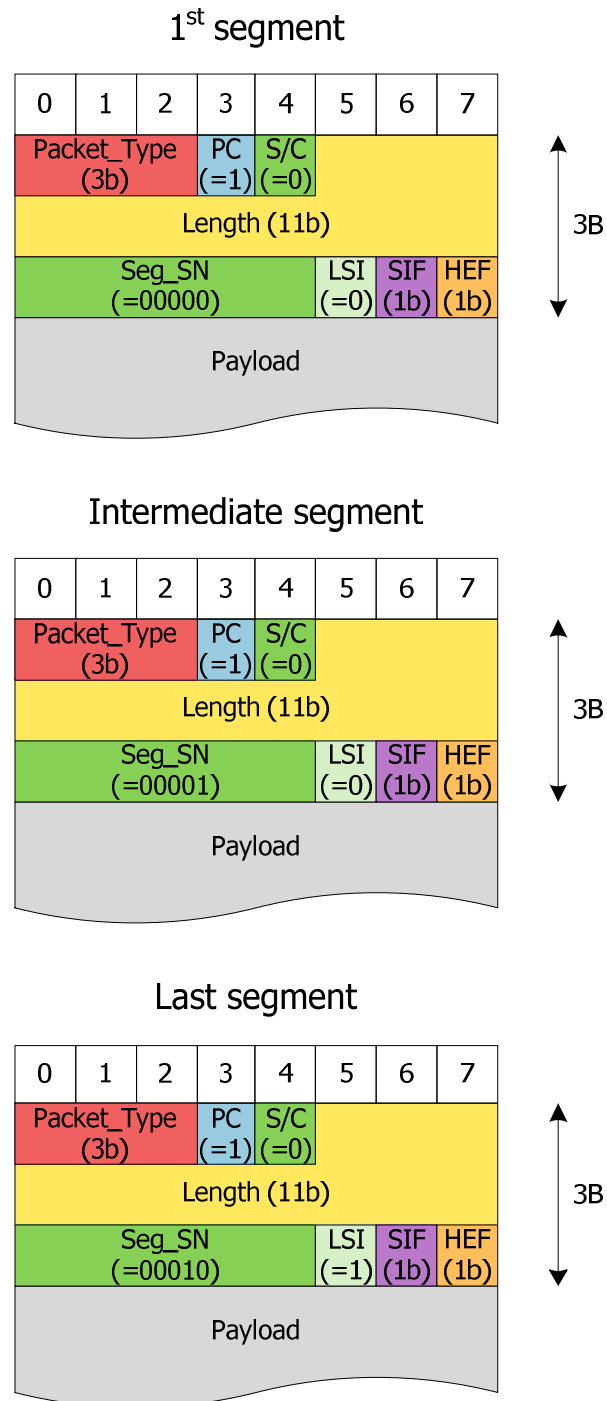 1st segment
0 1 2 3 4 5 6 7
Packet_Type PC S/C
(3b) (=1) (=0)
Length (11b)
3B
Seg_SN LSI SIF HEF
(=00000) (=0) (1b) (1b)
Payload
Intermediate segment
0 1 2 3 4 5 6 7
Packet_Type PC S/C
(3b) (=1) (=0)
Length (11b)
3B
Seg_SN LSI SIF HEF
(=00001) (=0) (1b) (1b)
Payload
Last segment
0 1 2 3 4 5 6 7
Packet_Type PC S/C
(3b) (=1) (=0)
Length (11b)
3B
Seg_SN LSI SIF HEF
(=00010) (=1) (1b) (1b)
Payload